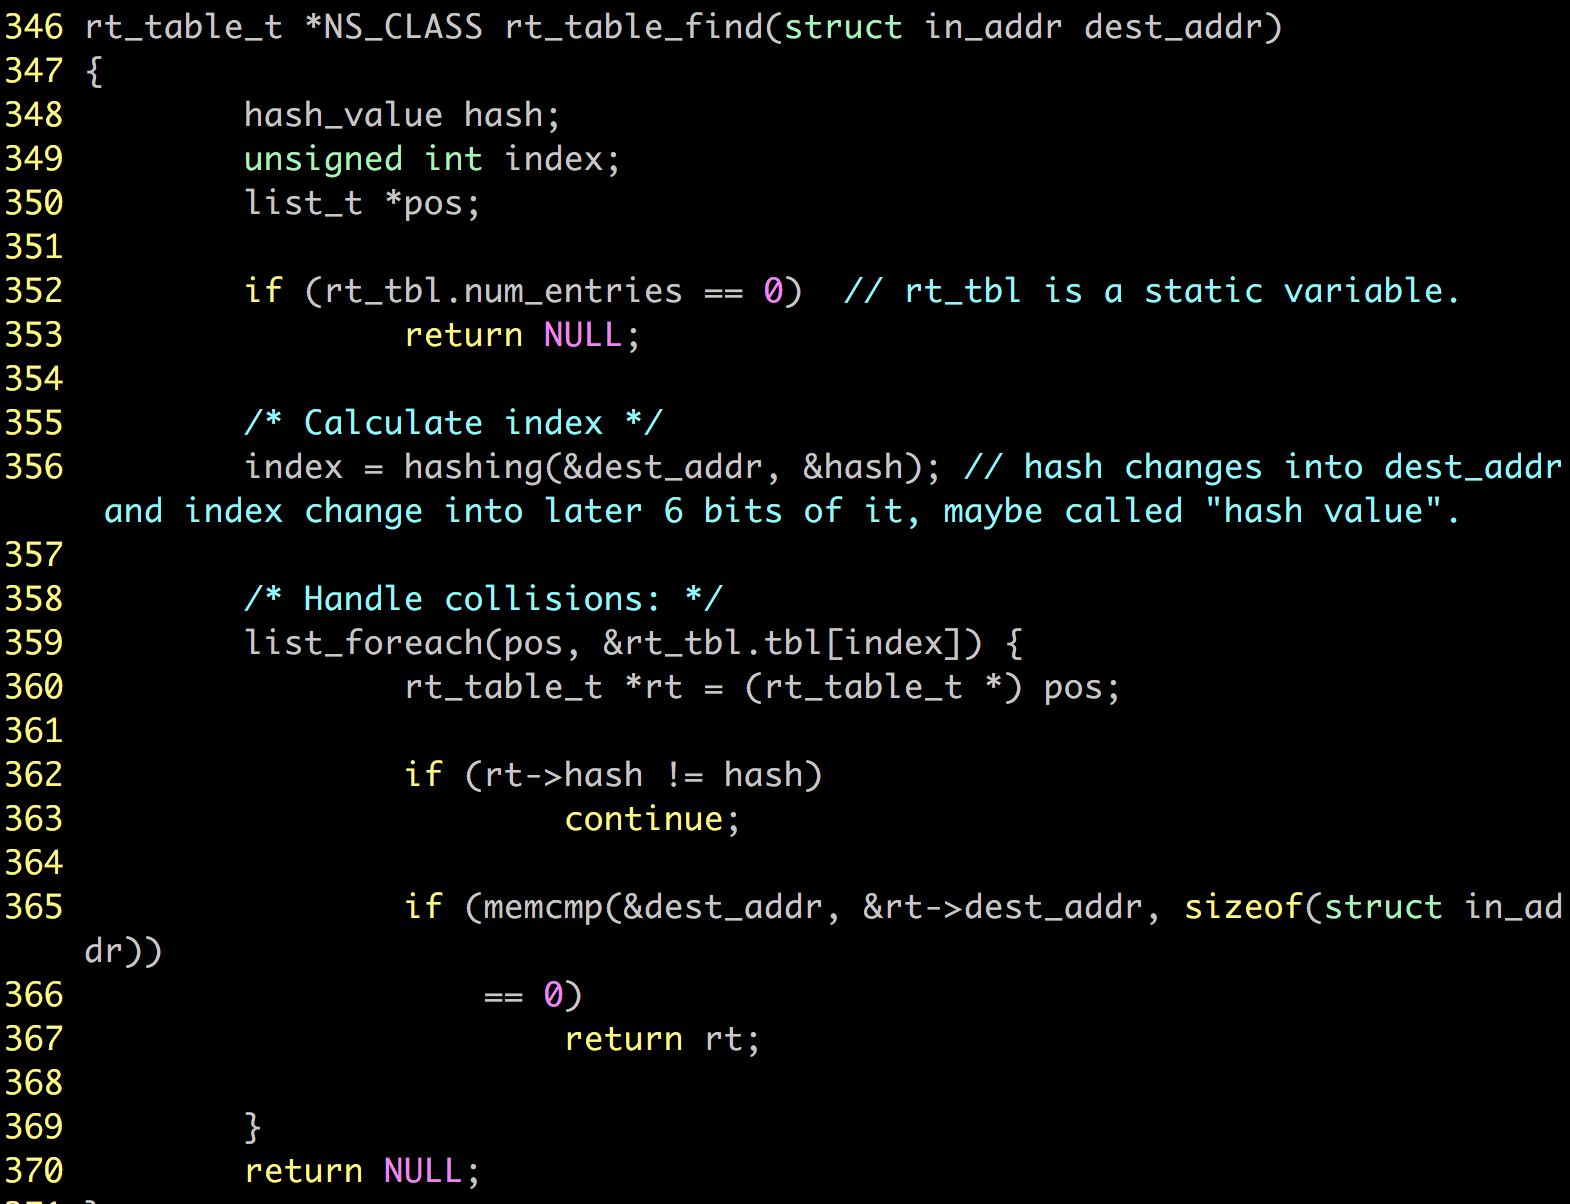 346 rt_table_t *NS_CLASS rt_table_find(struct in_addr dest_addr)
347 {
348         hash_value hash;
349         unsigned int index;
350         list_t *pos;
351
352         if (rt_tbl.num_entries == 0)  // rt_tbl is a static variable.
353                 return NULL;
354
355         /* Calculate index */
356         index = hashing(&dest_addr, &hash); // hash changes into dest_addr
     and index change into later 6 bits of it, maybe called "hash value".
357
358         /* Handle collisions: */
359         list_foreach(pos, &rt_tbl.tbl[index]) {
360                 rt_table_t *rt = (rt_table_t *) pos;
361
362                 if (rt->hash != hash)
363                         continue;
364
365                 if (memcmp(&dest_addr, &rt->dest_addr, sizeof(struct in_ad
    dr))
366                     == 0)
367                         return rt;
368
369         }
370         return NULL;